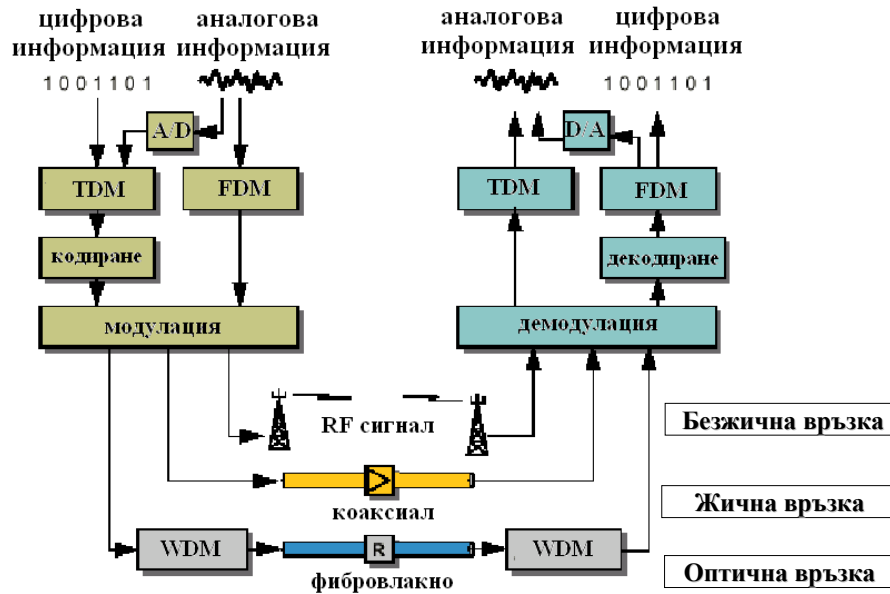 цифрова
информация
1001101
аналогова
информация
аналогова
информация
цифрова
информация
1001101
A/D
D/A
TDM
FDM
TDM
FDM
кодиране
декодиране
модулация
демодулация
RF сигнал
Безжична връзка
коаксиал
Жична връзка
WDM
R
WDM
фибровлакно
Оптична връзка